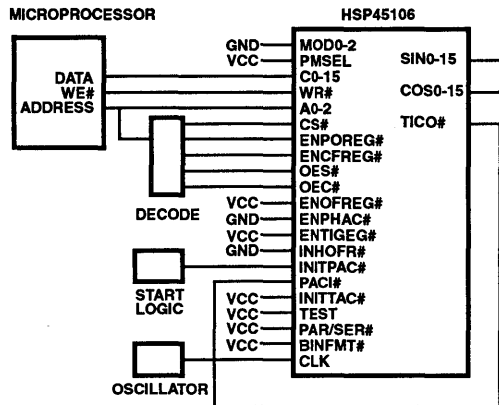 MICROPROCESSOR
HSP45106
DATA
WE#
ADDRESS
DECODE
START
LOGIC
OSCILLATOR
GND
VCC
VCC
GND
VCC
GND
VCC
VCC
VCC
VCC
MOD0-2
PMSEL
C0-15
WR#
A0-2
CS#
ENPOREG#
ENCFREG#
OES#
OEC#
ENOFREG#
ENPHAC#
ENTIGEG#
INHOFR#
INITPAC#
PACI#
INITTAC#
TEST
PAR/SER#
BINFMT#
CLK
SIN0-15
COS0-15
TICO#